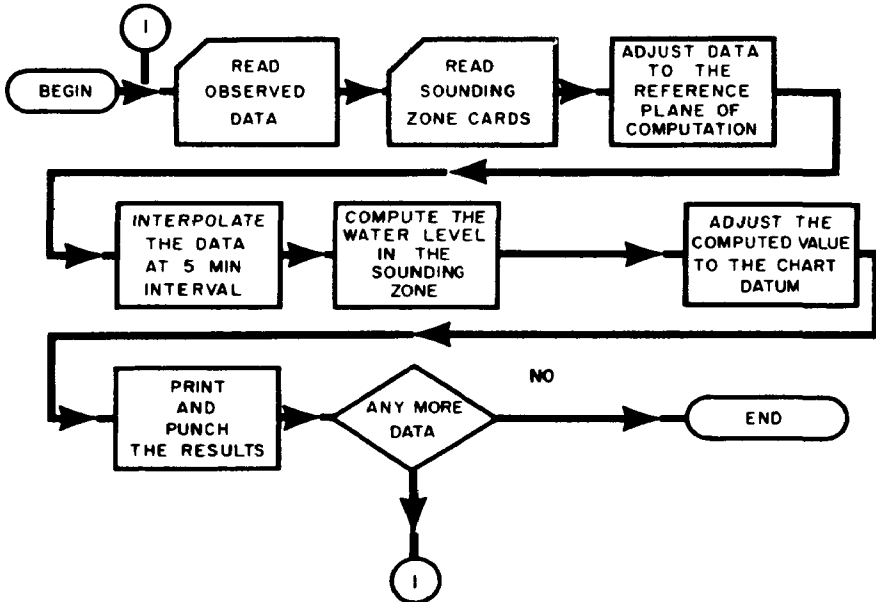 I
BEGIN
READ
OBSERVED
DATA
READ
SOUNDING
ZONE CARDS
ADJUST DATA
TO THE
REFERENCE
PLANE OF
COMPUTATION
INTERPOLATE
THE DATA
AT 5 MIN
INTERVAL
COMPUTE THE
WATER LEVEL
IN THE
SOUNDING
ZONE
ADJUST THE
COMPUTED VALUE
TO THE CHART
DATUM
PRINT
AND
PUNCH
THE RESULTS
ANY MORE
DATA
NO
END
I